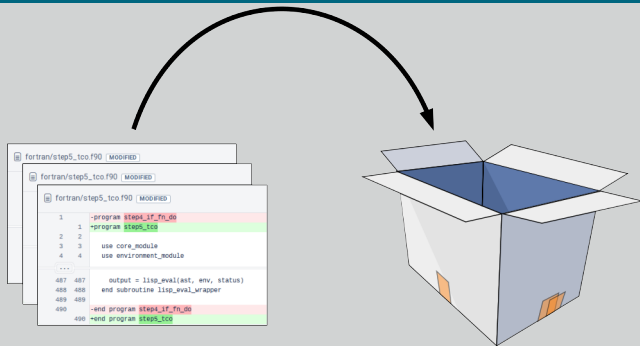 fortran/step5_tco.f90 MODIFIED
fortran/step5_tco.f90 MODIFIED
fortran/step5_tco.f90 MODIFIED
1 -program step4_if_fn_do
1 +program step5_tco
2 2
3 3 use core_module
4 4 use environment_module
...
487 487 output = lisp_eval(ast, env, status)
488 488 end subroutine lisp_eval_wrapper
489 489
490 -end program step4_if_fn_do
490 +end program step5_tco